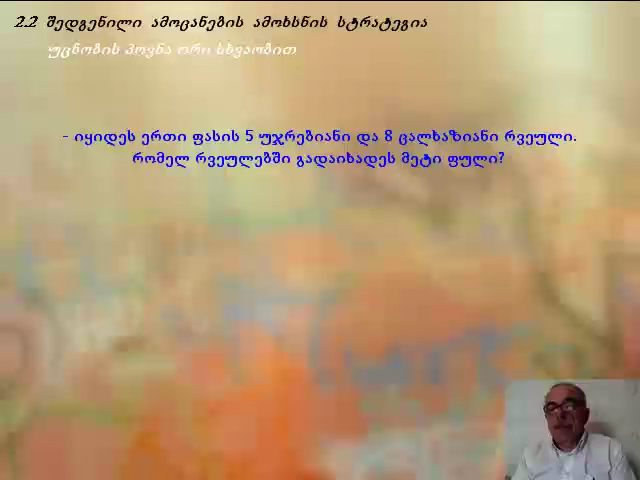 2.2 შედგენილი ამოცანების ამოხსნის სტრატეგია
უცნობის პოვნა ორი სხვაობით
- იყიდეს ერთი ფასის 5 უჯრებიანი და 8 ცალხაზიანი რვეული.
რომელ რვეულებში გადაიხადეს მეტი ფული?